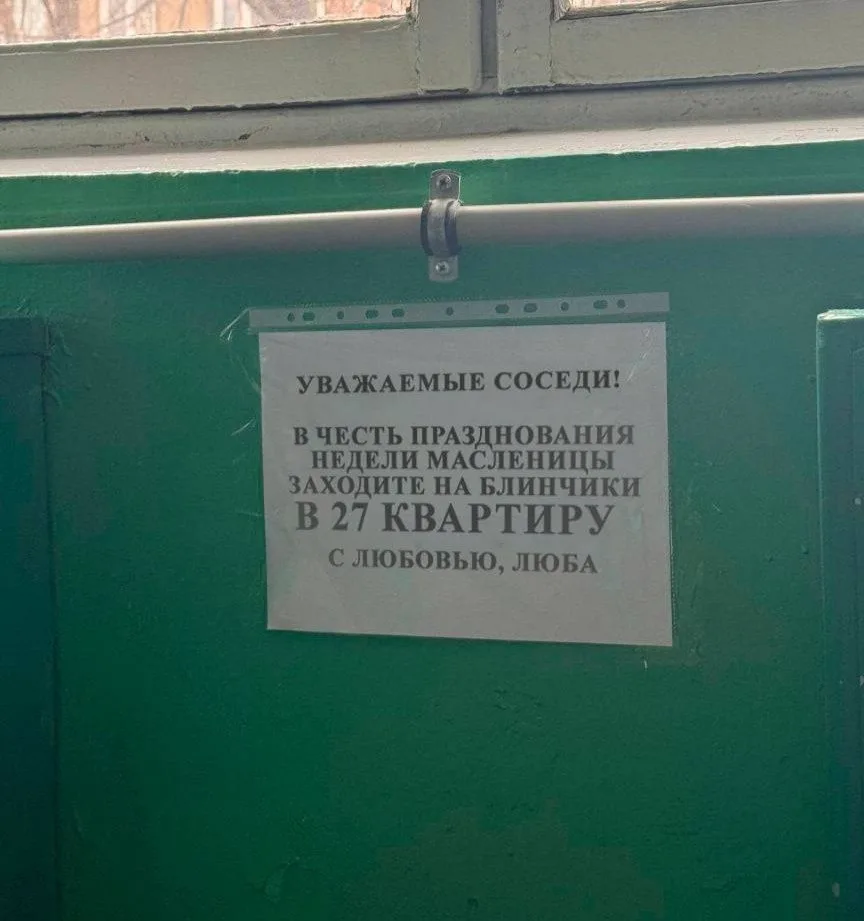 УВАЖАЕМЫЕ СОСЕДИ!
В ЧЕСТЬ ПРАЗДНОВАНИЯ
НЕДЕЛИ МАСЛЕНИЦЫ
ЗАХОДИТЕ НА БЛИНЧИКИ
В 27 КВАРТИРУ
С ЛЮБОВЬЮ, ЛЮБА